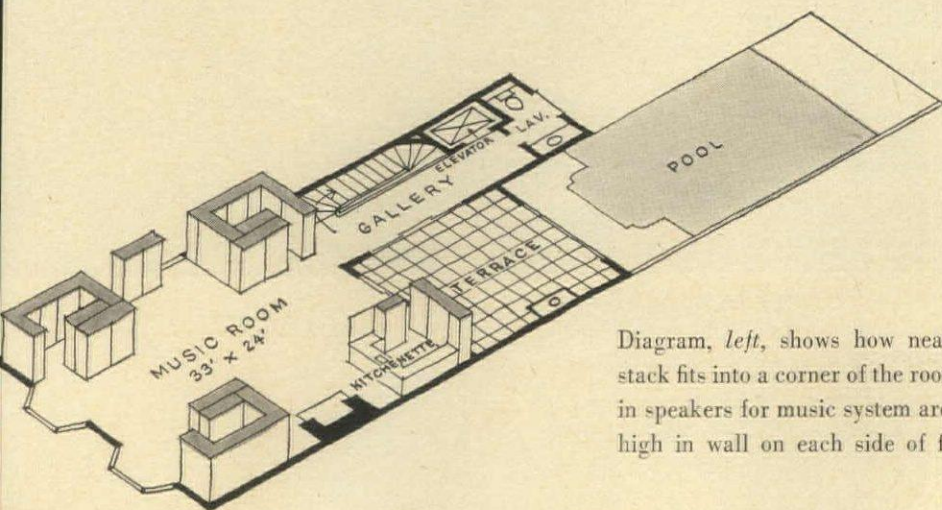 LAV.
ELEVATOR
POOL
GALLERY
TERRACE
MUSIC ROOM
33' × 24'
KITCHENETTE
Diagram, left, shows how nea
stack fits into a corner of the roo
in speakers for music system are
high in wall on each side of f